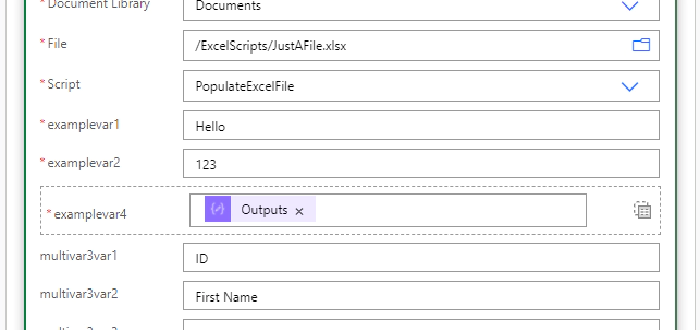 *Document Library Documents
*File /ExcelScripts/JustAFile.xlsx
*Script PopulateExcelFile
*examplevar1 Hello
*examplevar2 123
*examplevar4 Outputs ×
multivar3var1 ID
multivar3var2 First Name